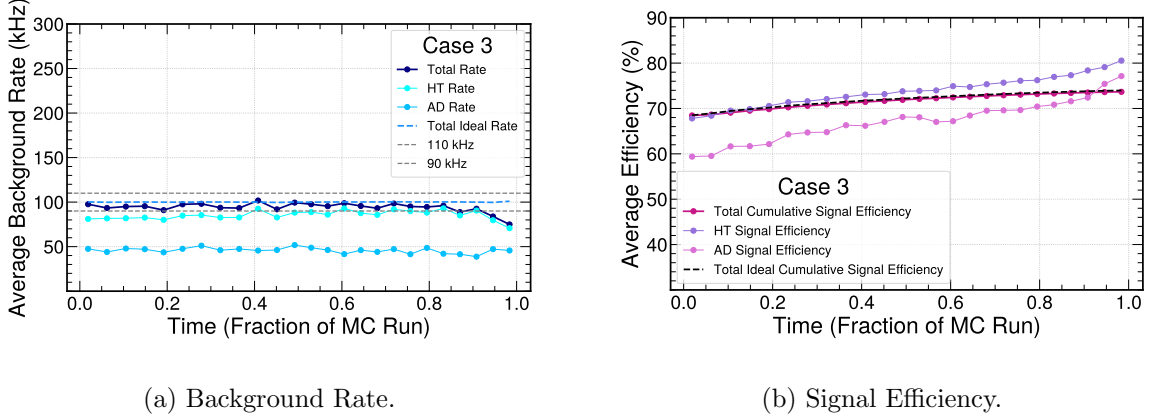 Average Background Rate (kHz)
300
250
200
150
100
50
0.0 0.2 0.4 0.6 0.8 1.0
Time (Fraction of MC Run)
Case 3
Total Rate
HT Rate
AD Rate
Total Ideal Rate
110 kHz
90 kHz
(a) Background Rate.
Average Efficiency (%)
90
80
70
60
50
40
0.0 0.2 0.4 0.6 0.8 1.0
Time (Fraction of MC Run)
Case 3
Total Cumulative Signal Efficiency
HT Signal Efficiency
AD Signal Efficiency
Total Ideal Cumulative Signal Efficiency
(b) Signal Efficiency.